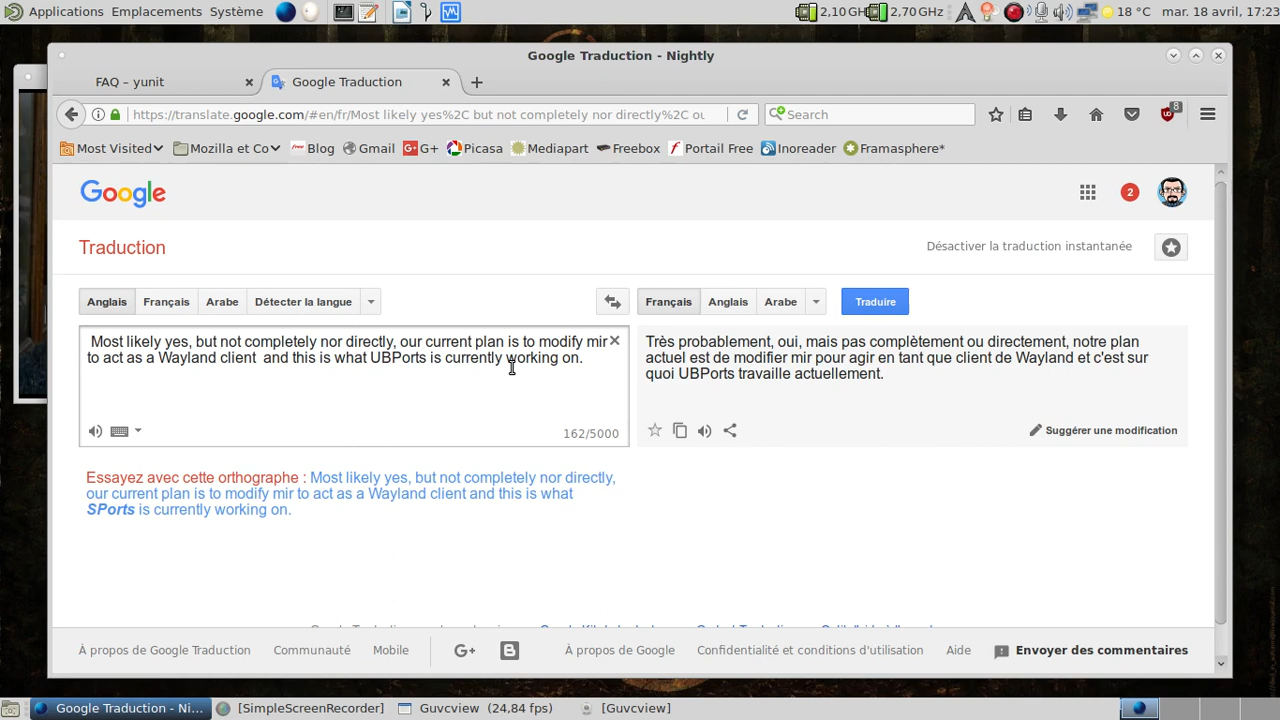 Applications Emplacements Système 2,10 GH 2,70 GHz 18 °C mar. 18 avril, 17:23
Google Traduction - Nightly
FAQ – yunit Google Traduction
https://translate.google.com/#en/fr/Most likely yes%2C but not completely nor directly%2C ou Search 8
Most Visited Mozilla et Co Blog Gmail G+ Picasa Mediapart Freebox Portail Free Inoreader Framasphere*
Google 2
Traduction Désactiver la traduction instantanée
Anglais Français Arabe Détecter la langue Français Anglais Arabe Traduire
Most likely yes, but not completely nor directly, our current plan is to modify mir
to act as a Wayland client  and this is what UBPorts is currently working on.
162/5000
Très probablement, oui, mais pas complètement ou directement, notre plan
actuel est de modifier mir pour agir en tant que client de Wayland et c'est sur
quoi UBPorts travaille actuellement.
Suggérer une modification
Essayez avec cette orthographe : Most likely yes, but not completely nor directly,
our current plan is to modify mir to act as a Wayland client and this is what
SPorts is currently working on.
À propos de Google Traduction Communauté Mobile G+ À propos de Google Confidentialité et conditions d'utilisation Aide Envoyer des commentaires
Google Traduction - Ni... [SimpleScreenRecorder] Guvcview (24,84 fps) [Guvcview]